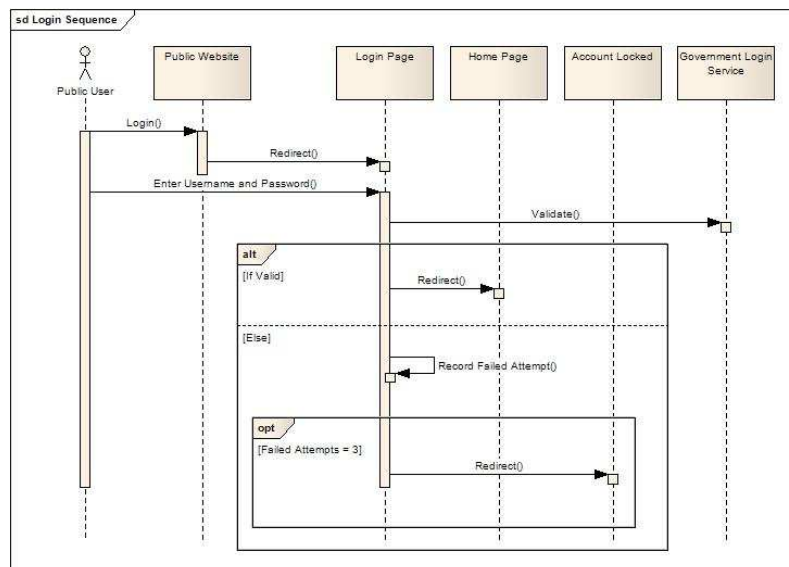 sd Login Sequence
Public User
Public Website
Login Page
Home Page
Account Locked
Government Login
Service
Login()
Redirect()
Enter Username and Password()
Validate()
alt
[If Valid]
Redirect()
[Else]
Record Failed Attempt()
opt
[Failed Attempts = 3]
Redirect()